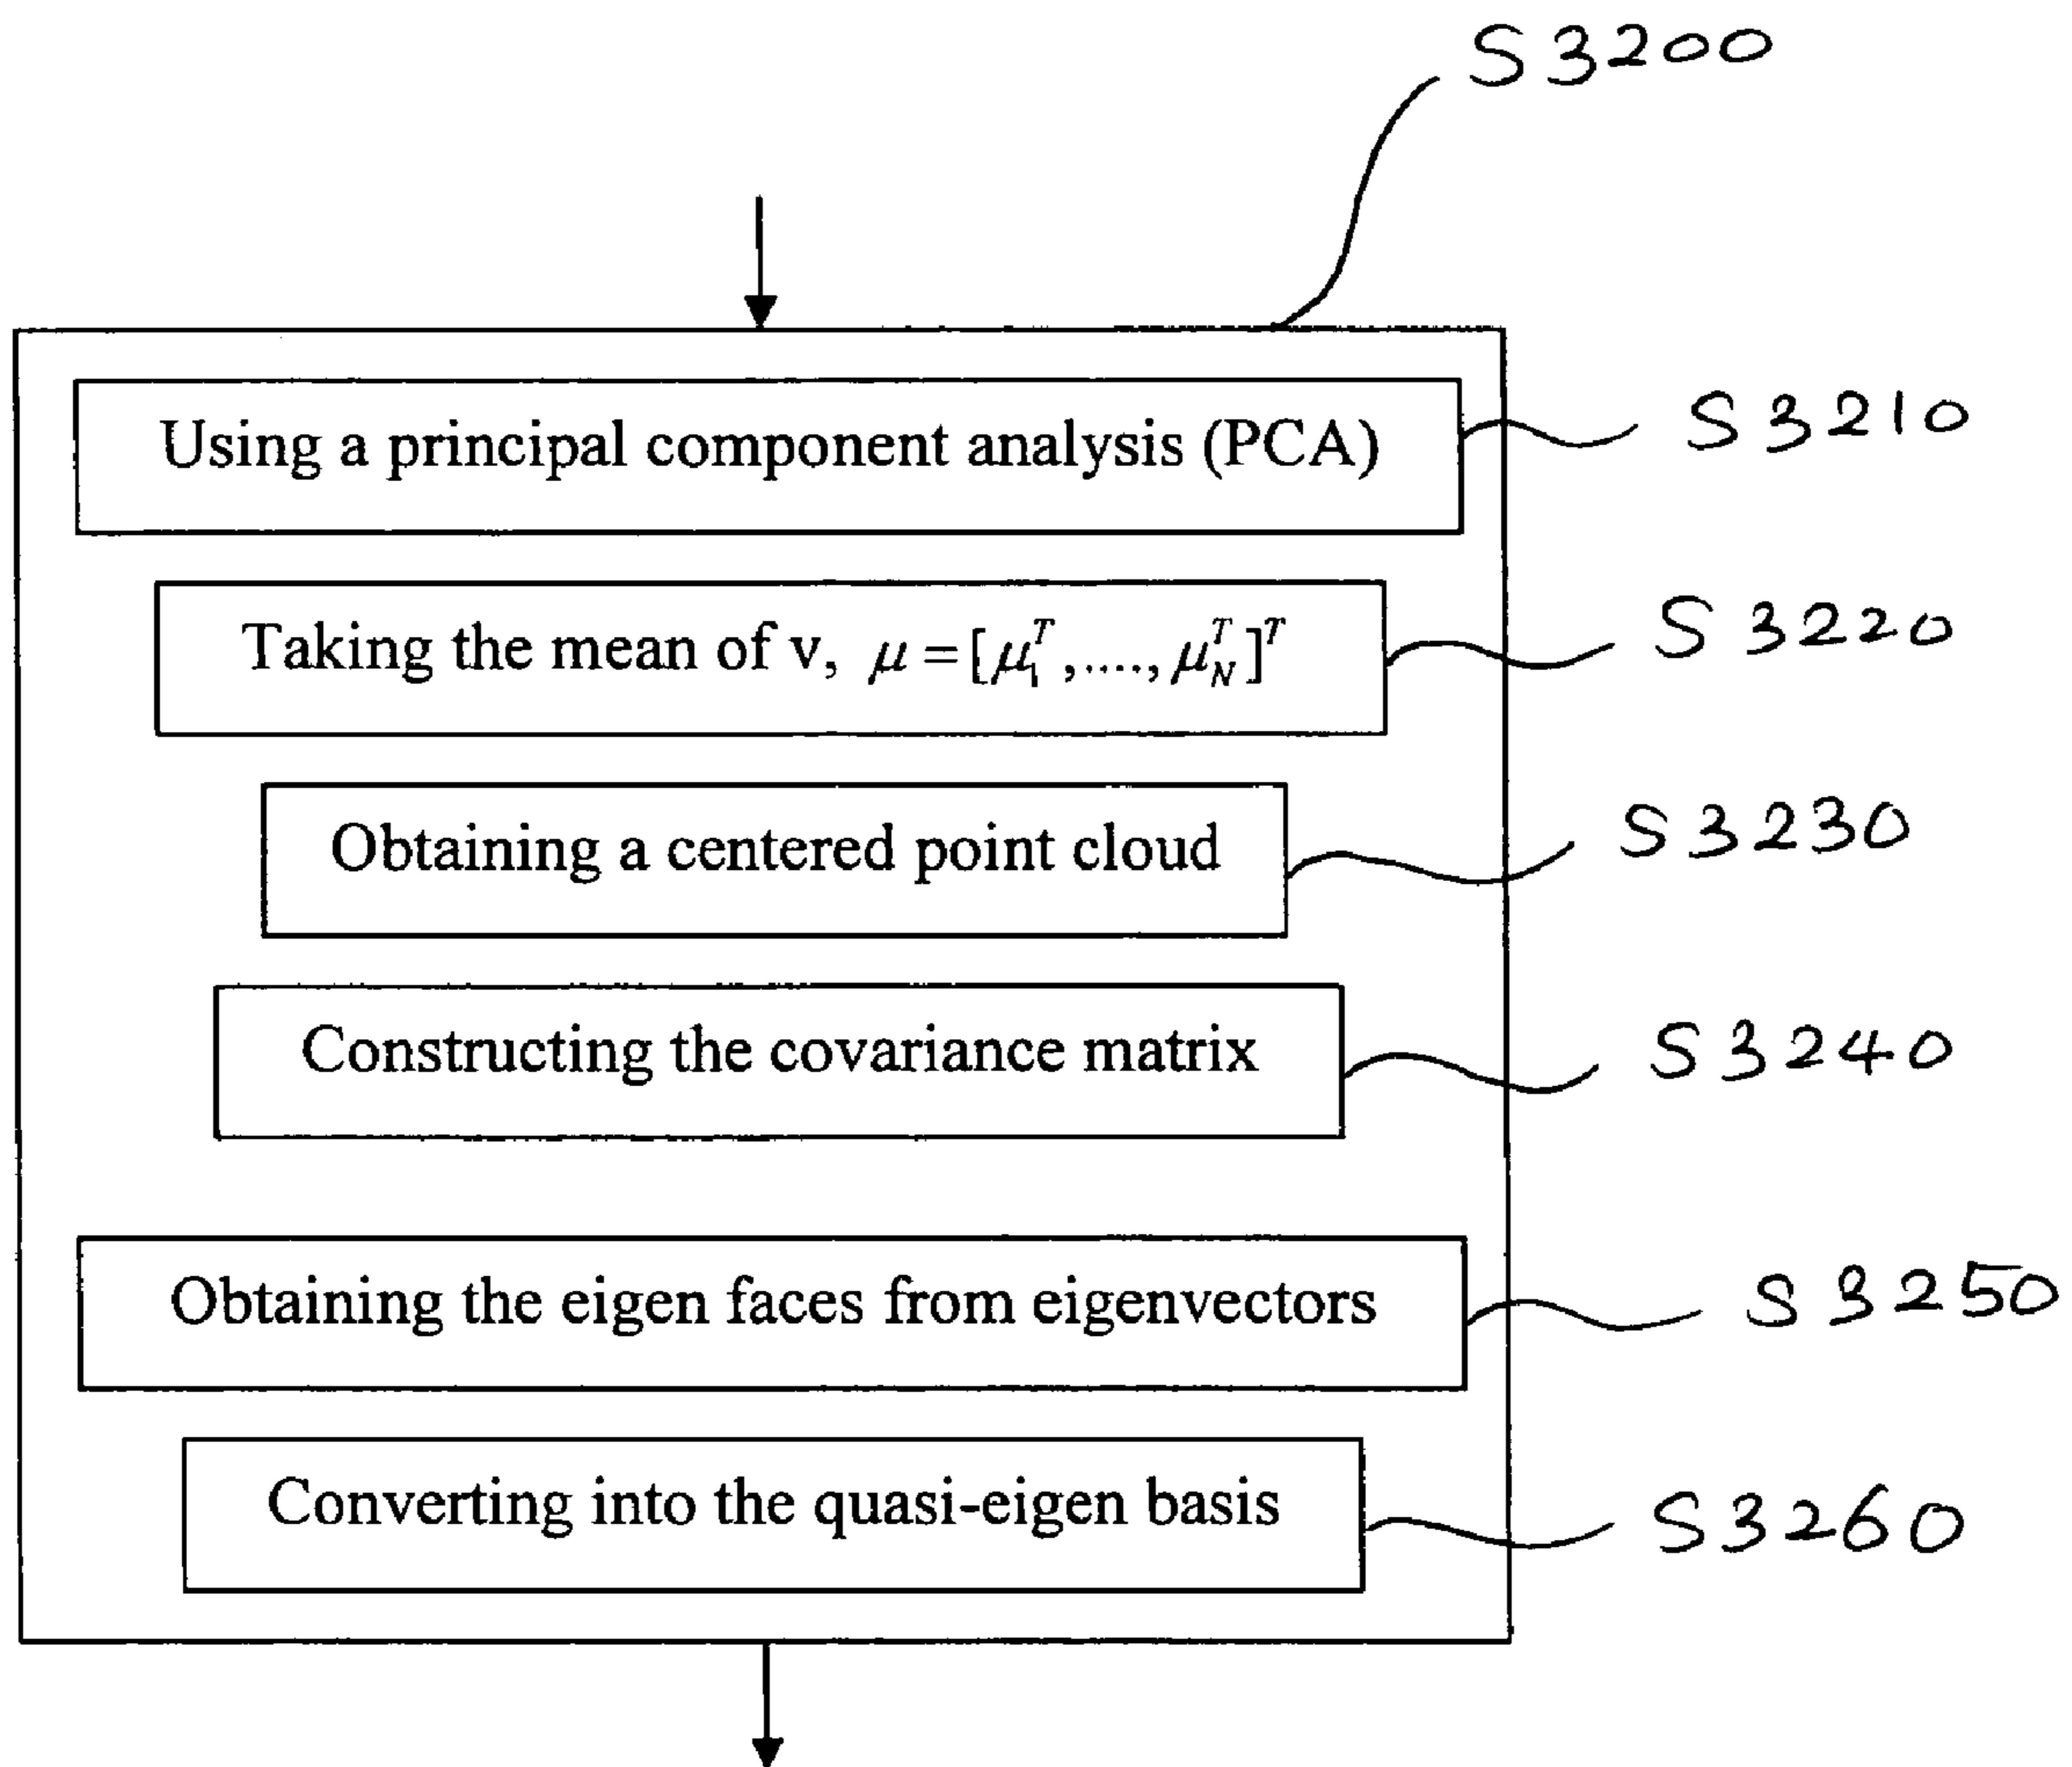 S3200
Using a principal component analysis (PCA)
S3210
Taking the mean of v, μ = [μ₁ᵀ,....,μ_Nᵀ]ᵀ
S3220
Obtaining a centered point cloud
S3230
Constructing the covariance matrix
S3240
Obtaining the eigen faces from eigenvectors
S3250
Converting into the quasi-eigen basis
S3260